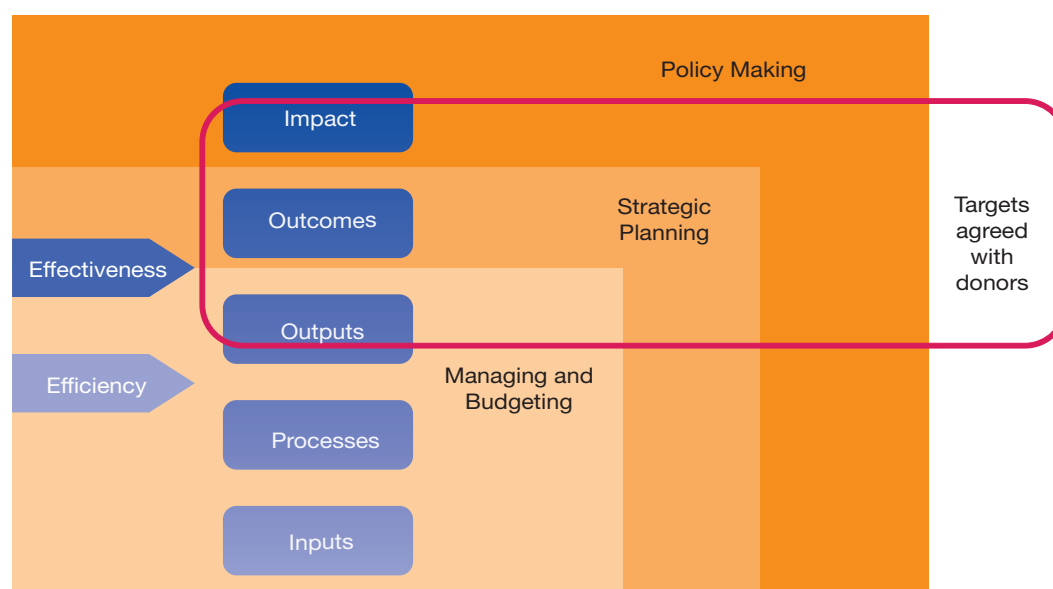 Policy Making
Impact
Outcomes
Strategic
Planning
Targets
agreed
with
donors
Effectiveness
Outputs
Efficiency
Managing and
Budgeting
Processes
Inputs